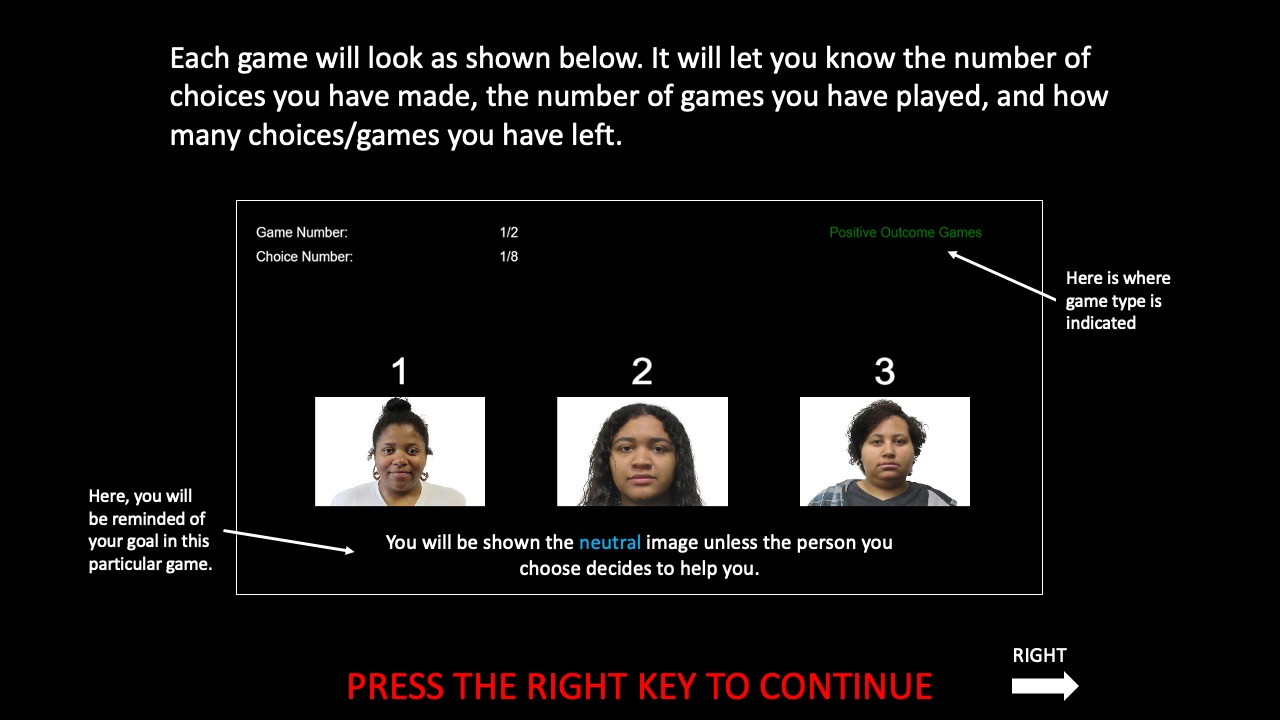 Each game will look as shown below. It will let you know the number of
choices you have made, the number of games you have played, and how
many choices/games you have left.
Game Number: 1/2
Positive Outcome Games
Choice Number: 1/8
Here is where
game type is
indicated
1 2 3
Here, you will
be reminded of
your goal in this
particular game.
You will be shown the neutral image unless the person you
choose decides to help you.
RIGHT
PRESS THE RIGHT KEY TO CONTINUE